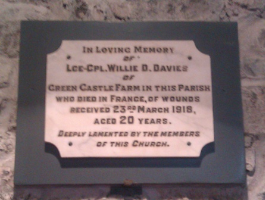 IN LOVING MEMORY
OF
LCE-CPL. WILLIE D. DAVIES
OF
GREEN CASTLE FARM IN THIS PARISH
WHO DIED IN FRANCE, OF WOUNDS
RECEIVED 23RD MARCH 1918,
AGED 20 YEARS.
DEEPLY LAMENTED BY THE MEMBERS
OF THIS CHURCH.